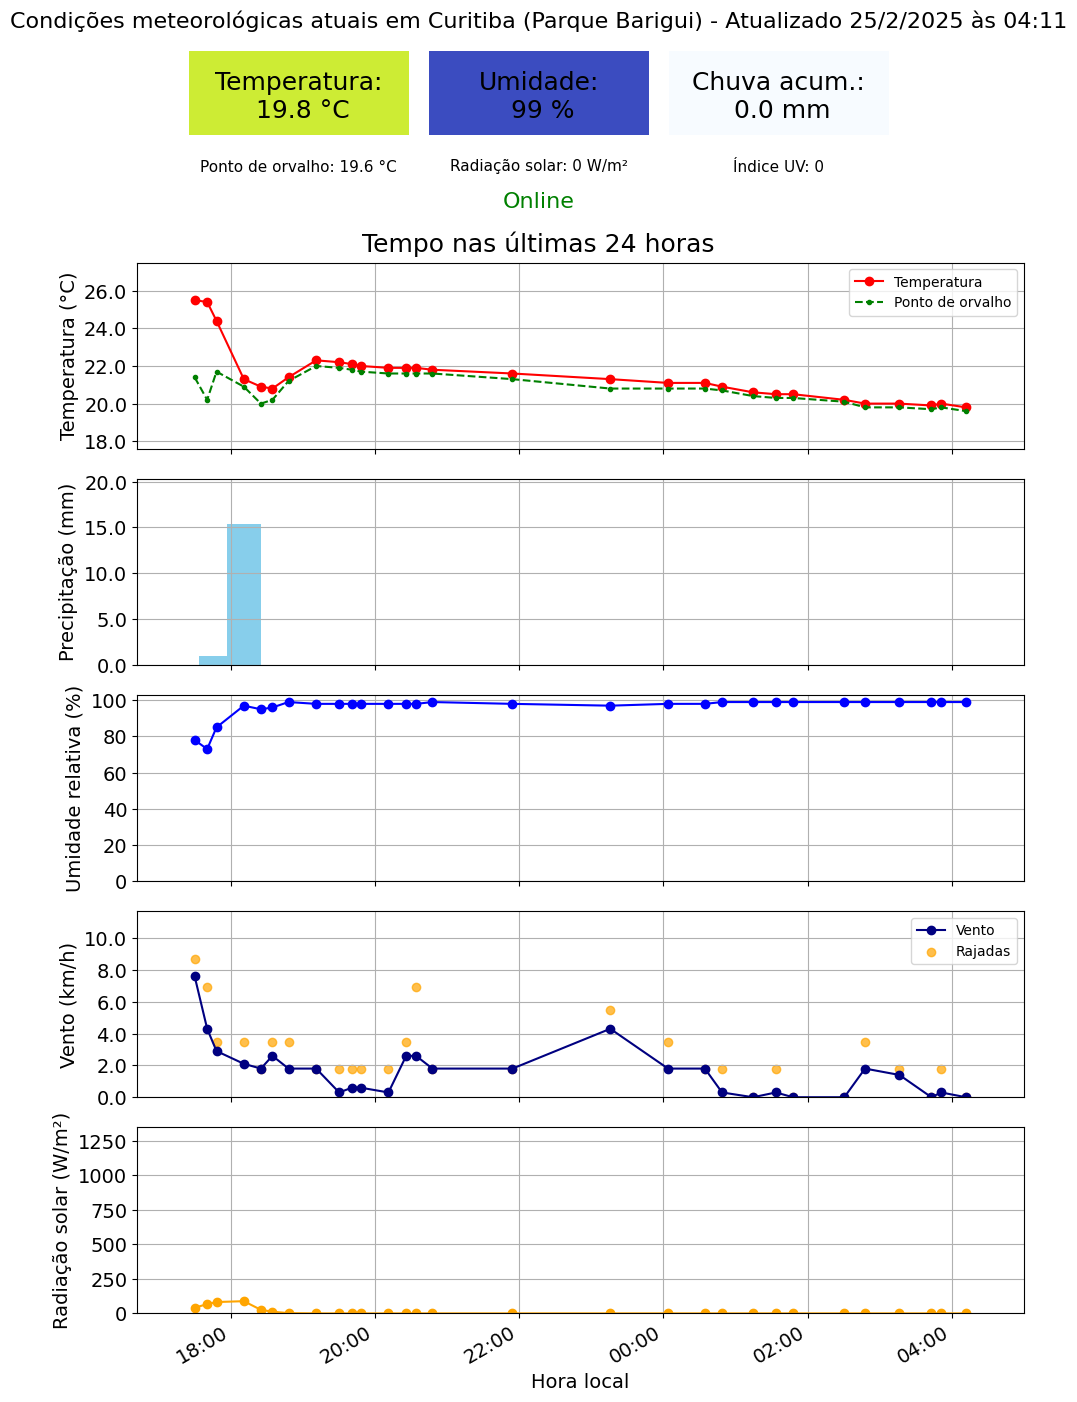 Condições meteorológicas atuais em Curitiba (Parque Barigui) - Atualizado 25/2/2025 às 04:11
Temperatura:
19.8 °C
Umidade:
99 %
Chuva acum.:
0.0 mm
Ponto de orvalho: 19.6 °C
Radiação solar: 0 W/m²
Índice UV: 0
Online
Tempo nas últimas 24 horas
Temperatura (°C)
26.0
24.0
22.0
20.0
18.0
Temperatura
Ponto de orvalho
Precipitação (mm)
20.0
15.0
10.0
5.0
0.0
Umidade relativa (%)
100
80
60
40
20
0
Vento (km/h)
10.0
8.0
6.0
4.0
2.0
0.0
Vento
Rajadas
Radiação solar (W/m²)
1250
1000
750
500
250
0
18:00
20:00
22:00
00:00
02:00
04:00
Hora local